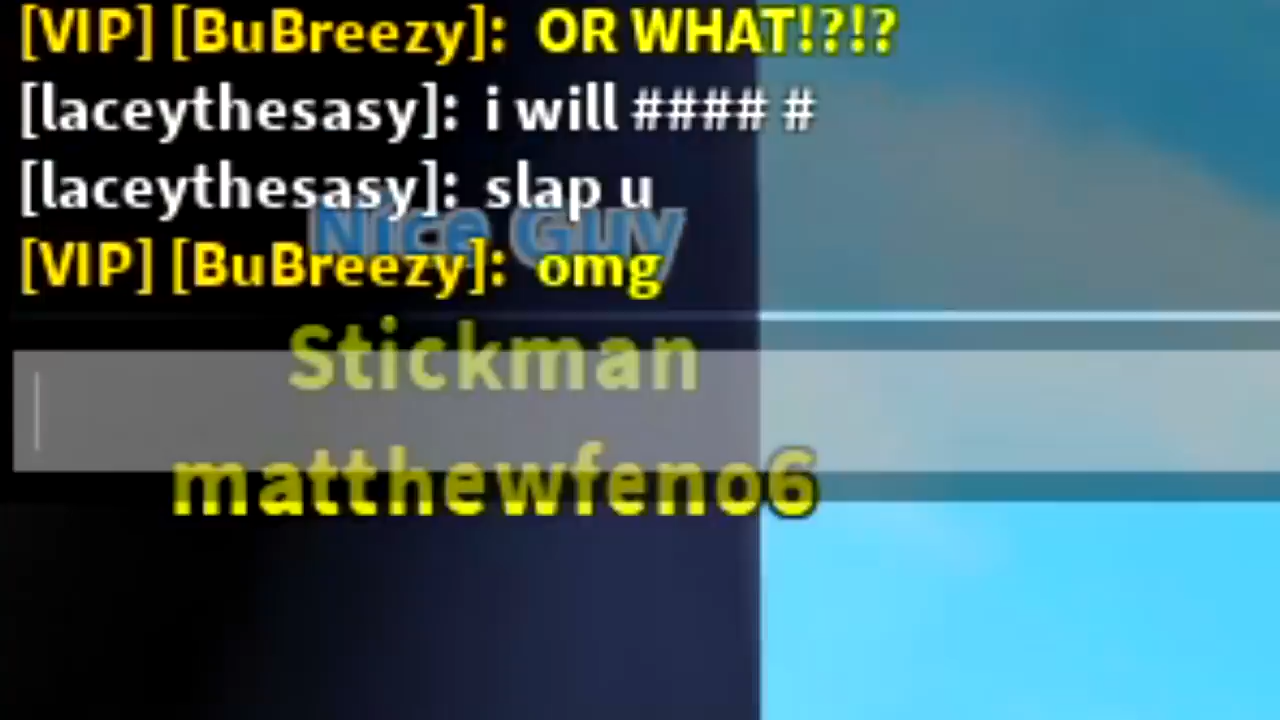 [VIP] [BuBreezy]: OR WHAT!?!?
[laceythesasy]: i will #### #
[laceythesasy]: slap u
Nice Guy
[VIP] [BuBreezy]: omg
Stickman
matthewfeno6